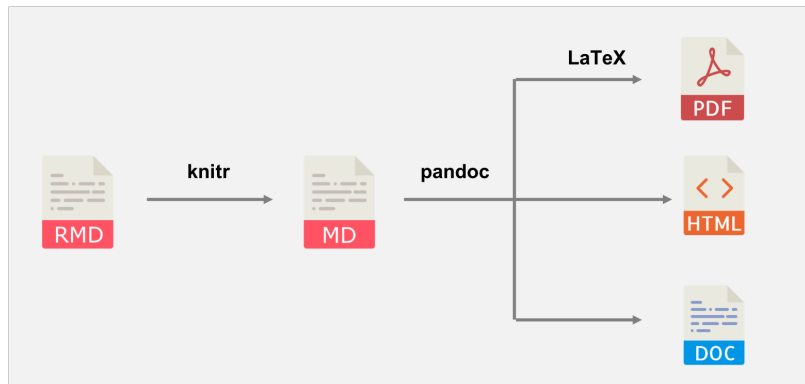 LaTeX
PDF
knitr
pandoc
RMD
MD
HTML
DOC